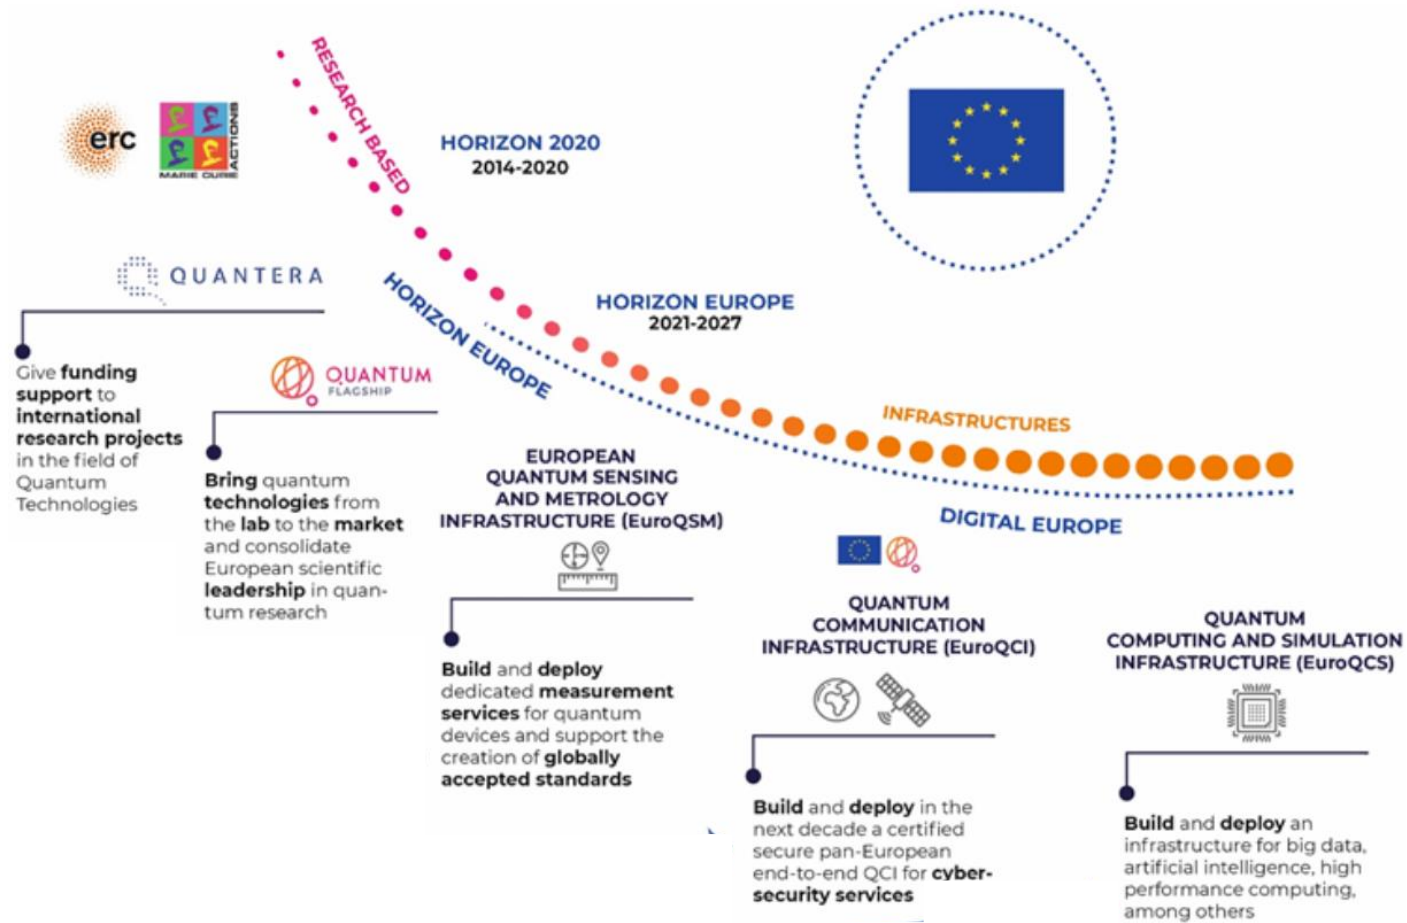 RESEARCH BASED
erc
MARIE CURIE
ACTIONS
HORIZON 2020
2014-2020
QUANTERA
Give funding
support to
international
research projects
in the field of
Quantum
Technologies
HORIZON EUROPE
HORIZON EUROPE
2021-2027
QUANTUM
FLAGSHIP
Bring quantum
technologies from
the lab to the market
and consolidate
European scientific
leadership in quan-
tum research
INFRASTRUCTURES
DIGITAL EUROPE
EUROPEAN
QUANTUM SENSING
AND METROLOGY
INFRASTRUCTURE (EuroQSM)
Build and deploy
dedicated measurement
services for quantum
devices and support the
creation of globally
accepted standards
QUANTUM
COMMUNICATION
INFRASTRUCTURE (EuroQCI)
Build and deploy in the
next decade a certified
secure pan-European
end-to-end QCI for cyber-
security services
QUANTUM
COMPUTING AND SIMULATION
INFRASTRUCTURE (EuroQCS)
Build and deploy an
infrastructure for big data,
artificial intelligence, high
performance computing,
among others